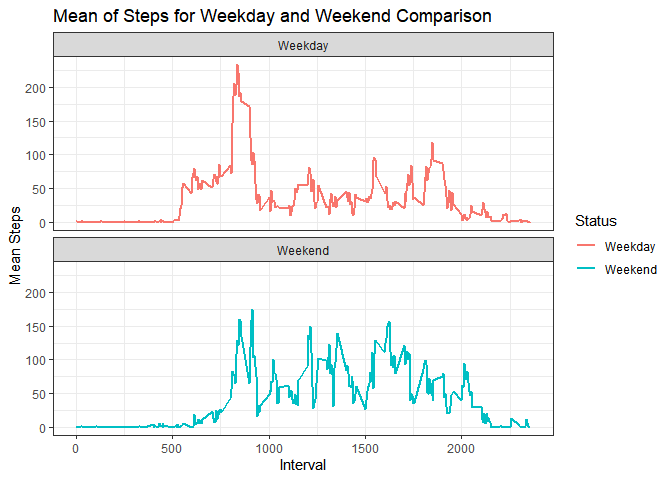 Mean of Steps for Weekday and Weekend Comparison
Weekday
200
150
100
50
0
Mean Steps
Weekend
200
150
100
50
0
0 500 1000 1500 2000
Interval
Status
Weekday
Weekend